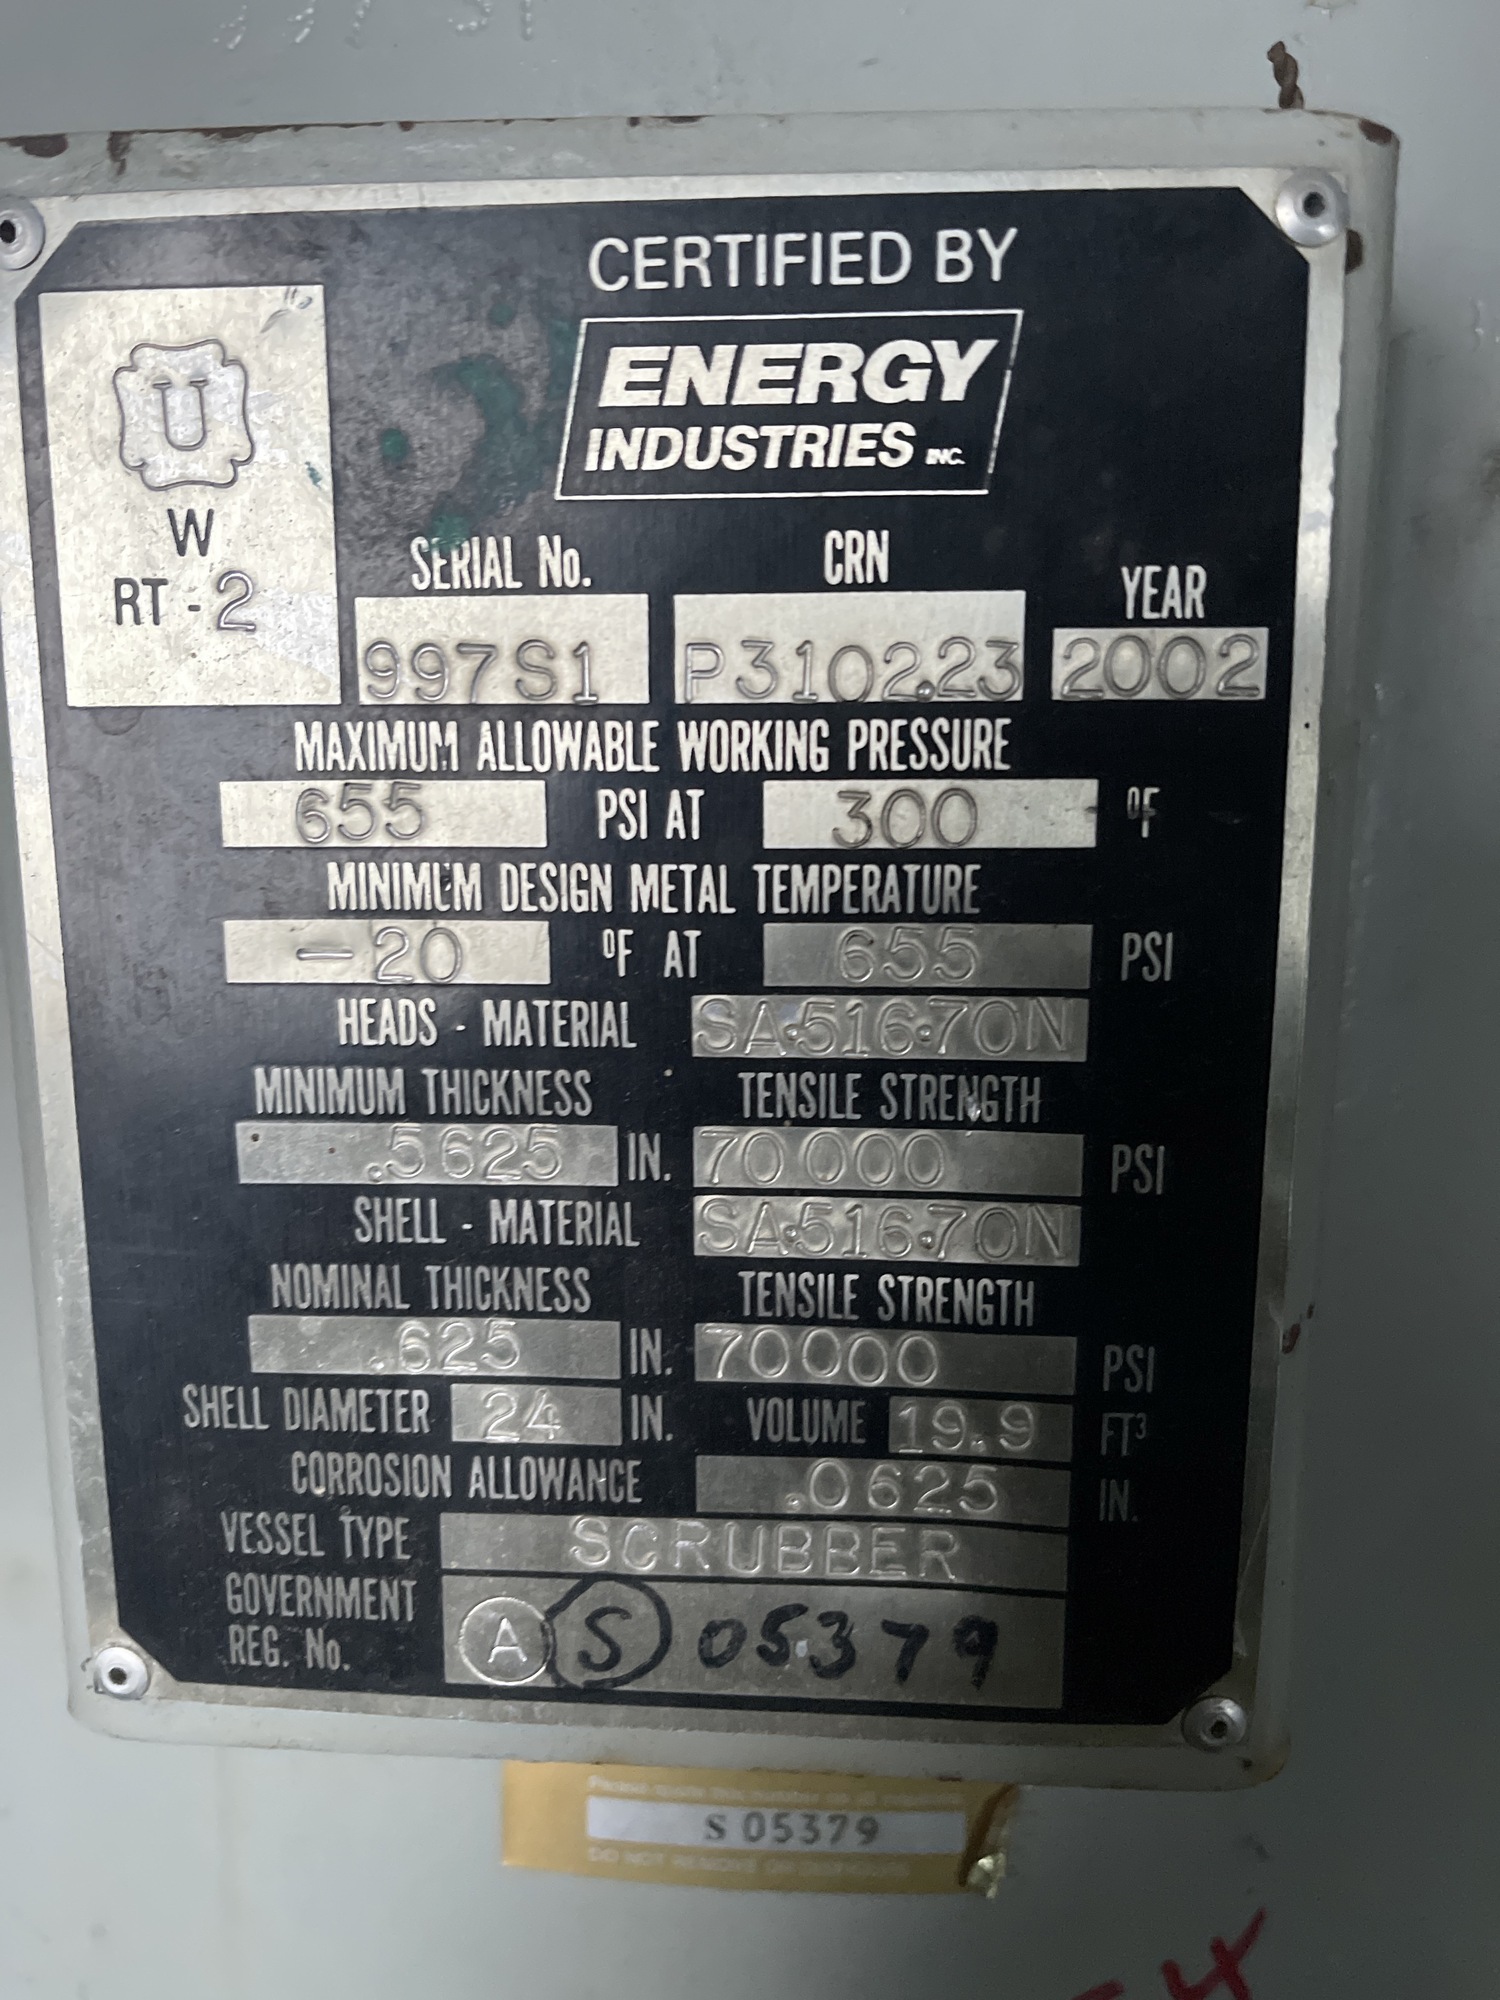 CERTIFIED BY
ENERGY
INDUSTRIES INC.
U
W
RT - 2
SERIAL No. CRN YEAR
997S1 P3102.23 2002
MAXIMUM ALLOWABLE WORKING PRESSURE
655 PSI AT 300 °F
MINIMUM DESIGN METAL TEMPERATURE
-20 °F AT 655 PSI
HEADS - MATERIAL SA·516·70N
MINIMUM THICKNESS TENSILE STRENGTH
.5625 IN. 70000 PSI
SHELL - MATERIAL SA·516·70N
NOMINAL THICKNESS TENSILE STRENGTH
.625 IN. 70000 PSI
SHELL DIAMETER 24 IN. VOLUME 19.9 FT³
CORROSION ALLOWANCE .0625 IN.
VESSEL TYPE SCRUBBER
GOVERNMENT
REG. No. A S 05379
S 05379